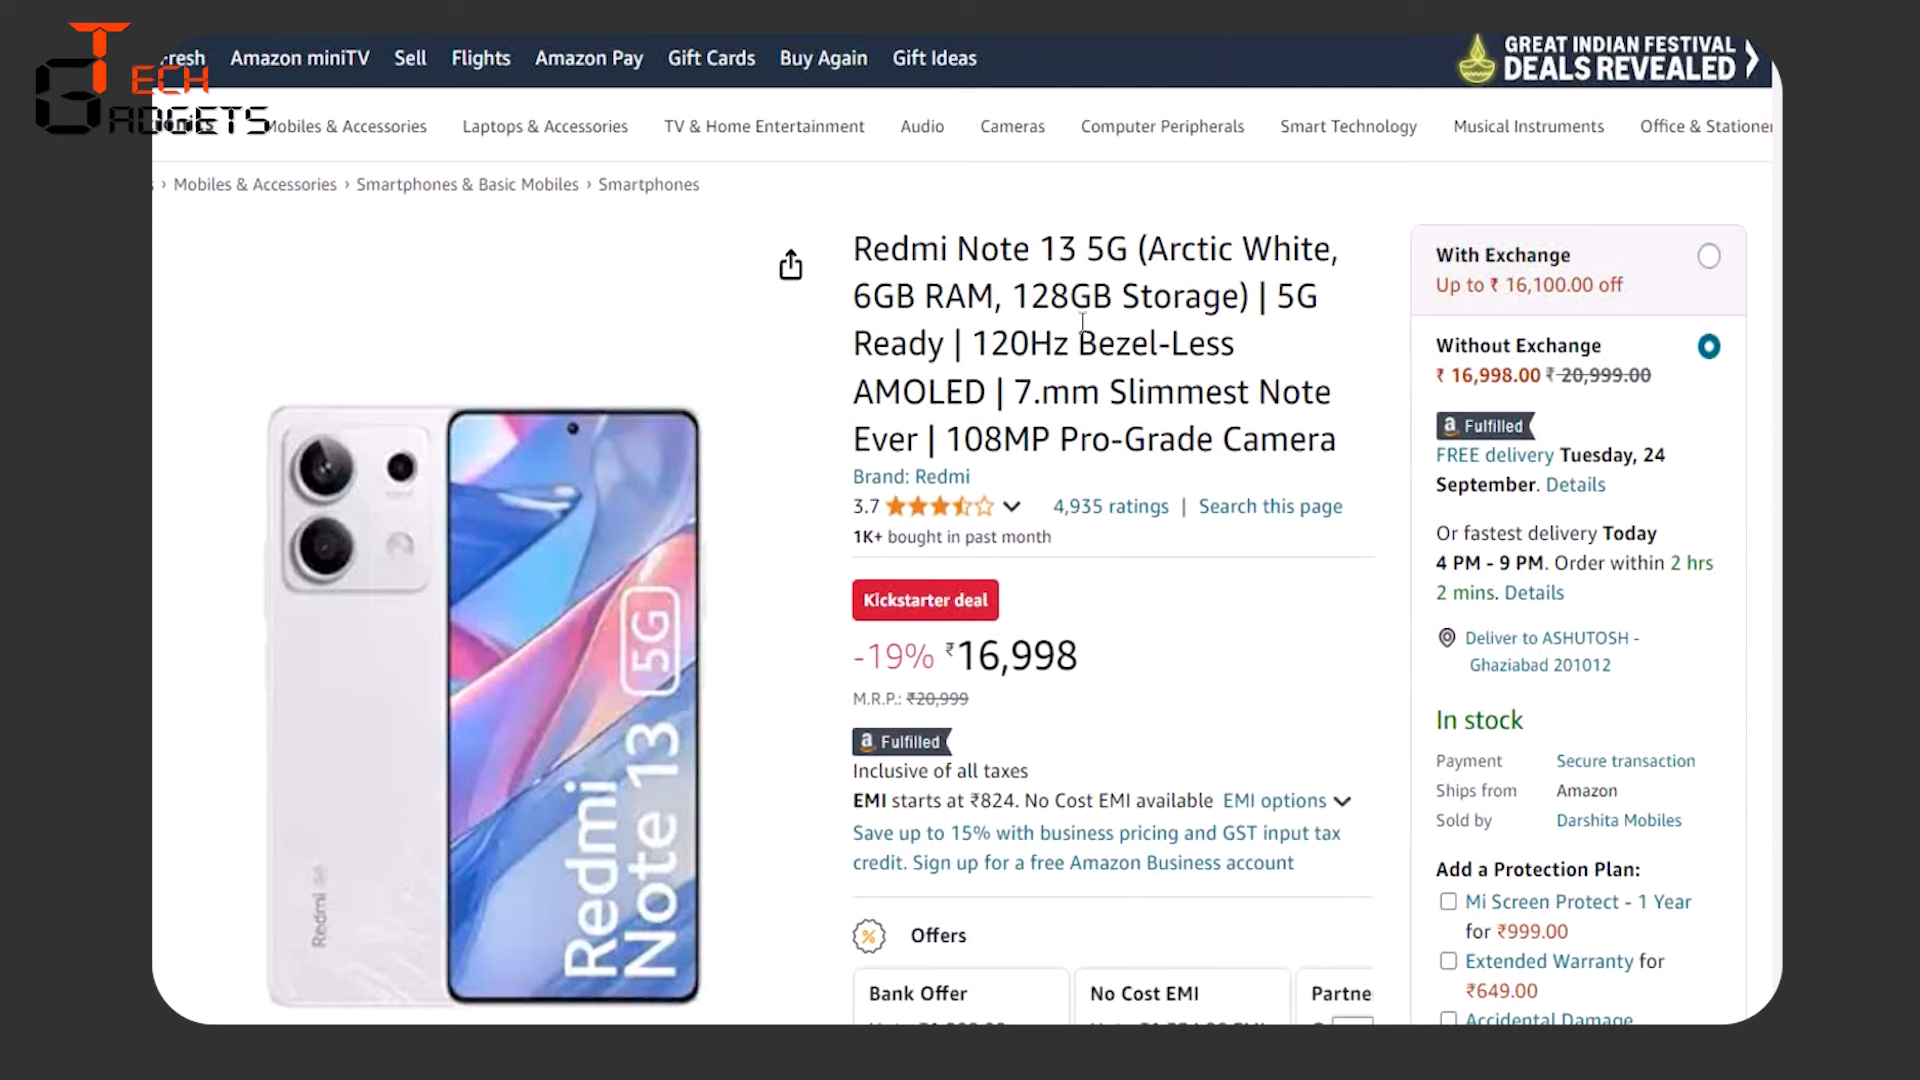 TECH
GADGETS
Fresh Amazon miniTV Sell Flights Amazon Pay Gift Cards Buy Again Gift Ideas
GREAT INDIAN FESTIVAL
DEALS REVEALED
Mobiles & Accessories Laptops & Accessories TV & Home Entertainment Audio Cameras Computer Peripherals Smart Technology Musical Instruments Office & Stationer
› Mobiles & Accessories › Smartphones & Basic Mobiles › Smartphones
Redmi Note 13 5G (Arctic White,
6GB RAM, 128GB Storage) | 5G
Ready | 120Hz Bezel-Less
AMOLED | 7.mm Slimmest Note
Ever | 108MP Pro-Grade Camera
Brand: Redmi
3.7 4,935 ratings | Search this page
1K+ bought in past month
Kickstarter deal
-19% ₹16,998
M.R.P.: ₹20,999
a Fulfilled
Inclusive of all taxes
EMI starts at ₹824. No Cost EMI available EMI options
Save up to 15% with business pricing and GST input tax
credit. Sign up for a free Amazon Business account
Offers
Bank Offer No Cost EMI Partne
Redmi
Redmi
Note 13 5G
With Exchange
Up to ₹ 16,100.00 off
Without Exchange
₹ 16,998.00 ₹ 20,999.00
a Fulfilled
FREE delivery Tuesday, 24
September. Details
Or fastest delivery Today
4 PM - 9 PM. Order within 2 hrs
2 mins. Details
Deliver to ASHUTOSH -
Ghaziabad 201012
In stock
Payment Secure transaction
Ships from Amazon
Sold by Darshita Mobiles
Add a Protection Plan:
Mi Screen Protect - 1 Year
for ₹999.00
Extended Warranty for
₹649.00
Accidental Damage